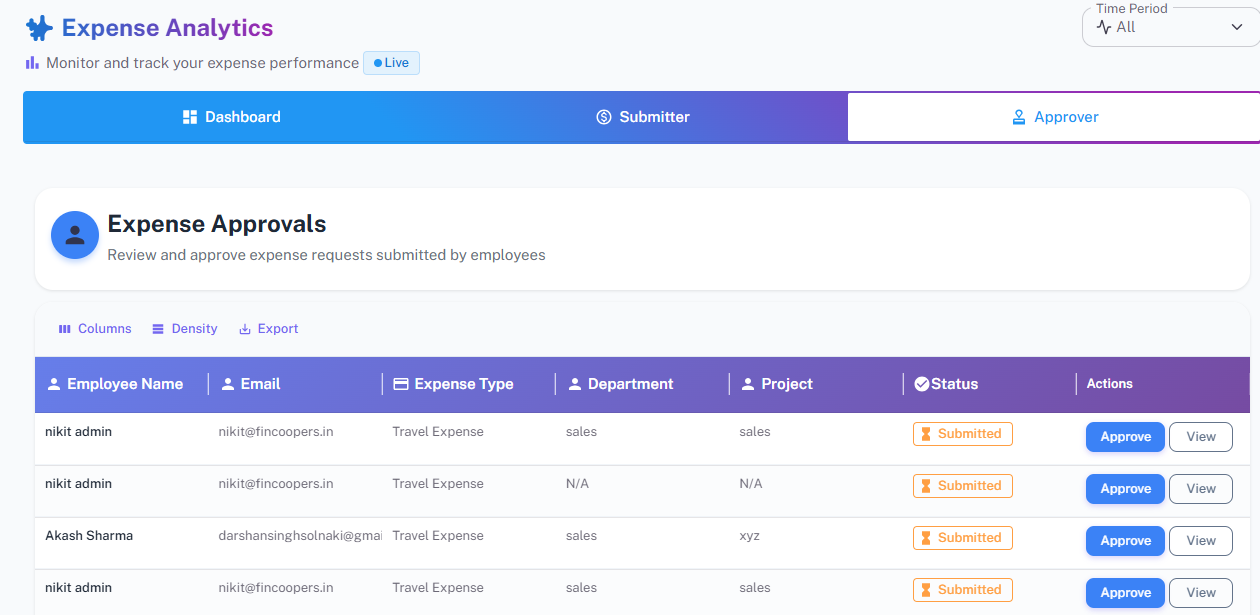 Expense Analytics
Time Period
All
Monitor and track your expense performance Live
Dashboard Submitter Approver
Expense Approvals
Review and approve expense requests submitted by employees
Columns Density Export
Employee Name Email Expense Type Department Project Status Actions
nikit admin nikit@fincoopers.in Travel Expense sales sales Submitted Approve View
nikit admin nikit@fincoopers.in Travel Expense N/A N/A Submitted Approve View
Akash Sharma darshansinghsolnaki@gmai Travel Expense sales xyz Submitted Approve View
nikit admin nikit@fincoopers.in Travel Expense sales sales Submitted Approve View